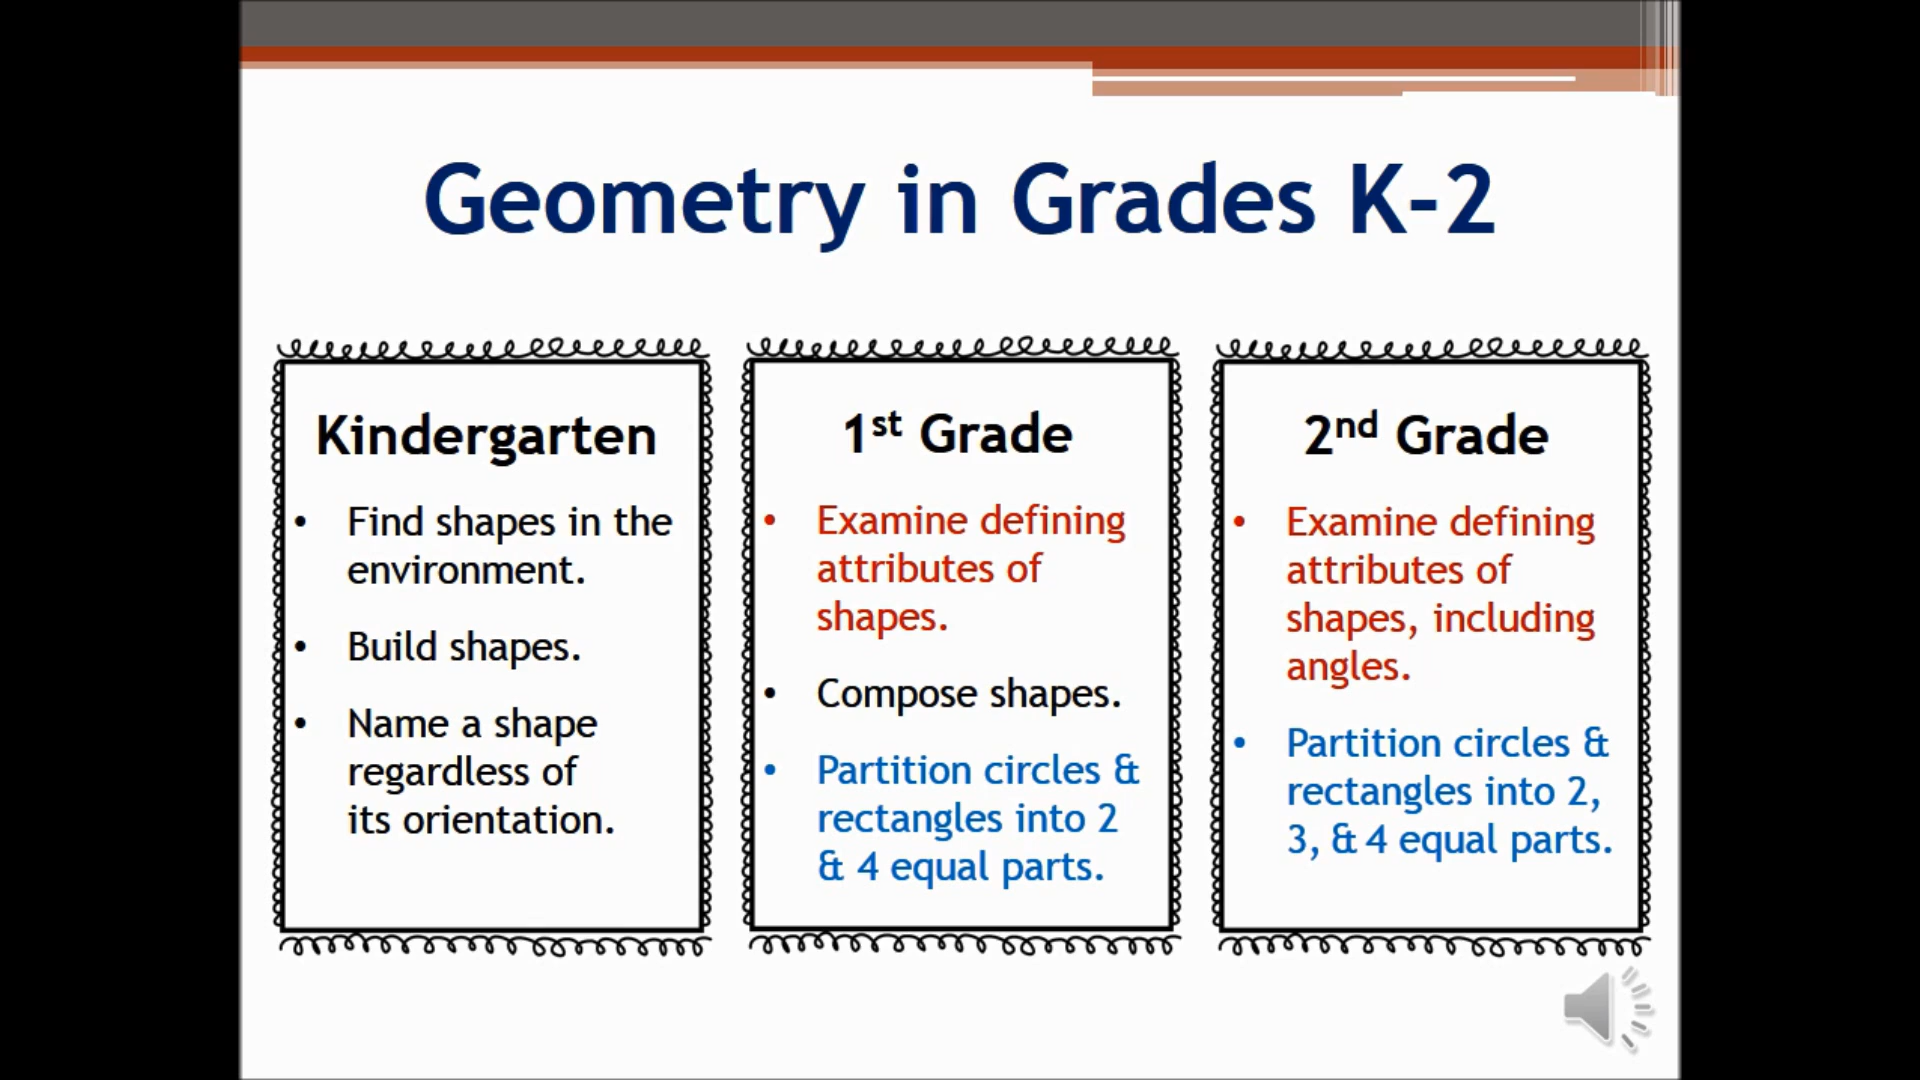 Geometry in Grades K-2
Kindergarten
• Find shapes in the
environment.
• Build shapes.
• Name a shape
regardless of
its orientation.
1st Grade
• Examine defining
attributes of
shapes.
• Compose shapes.
• Partition circles &
rectangles into 2
& 4 equal parts.
2nd Grade
• Examine defining
attributes of
shapes, including
angles.
• Partition circles &
rectangles into 2,
3, & 4 equal parts.